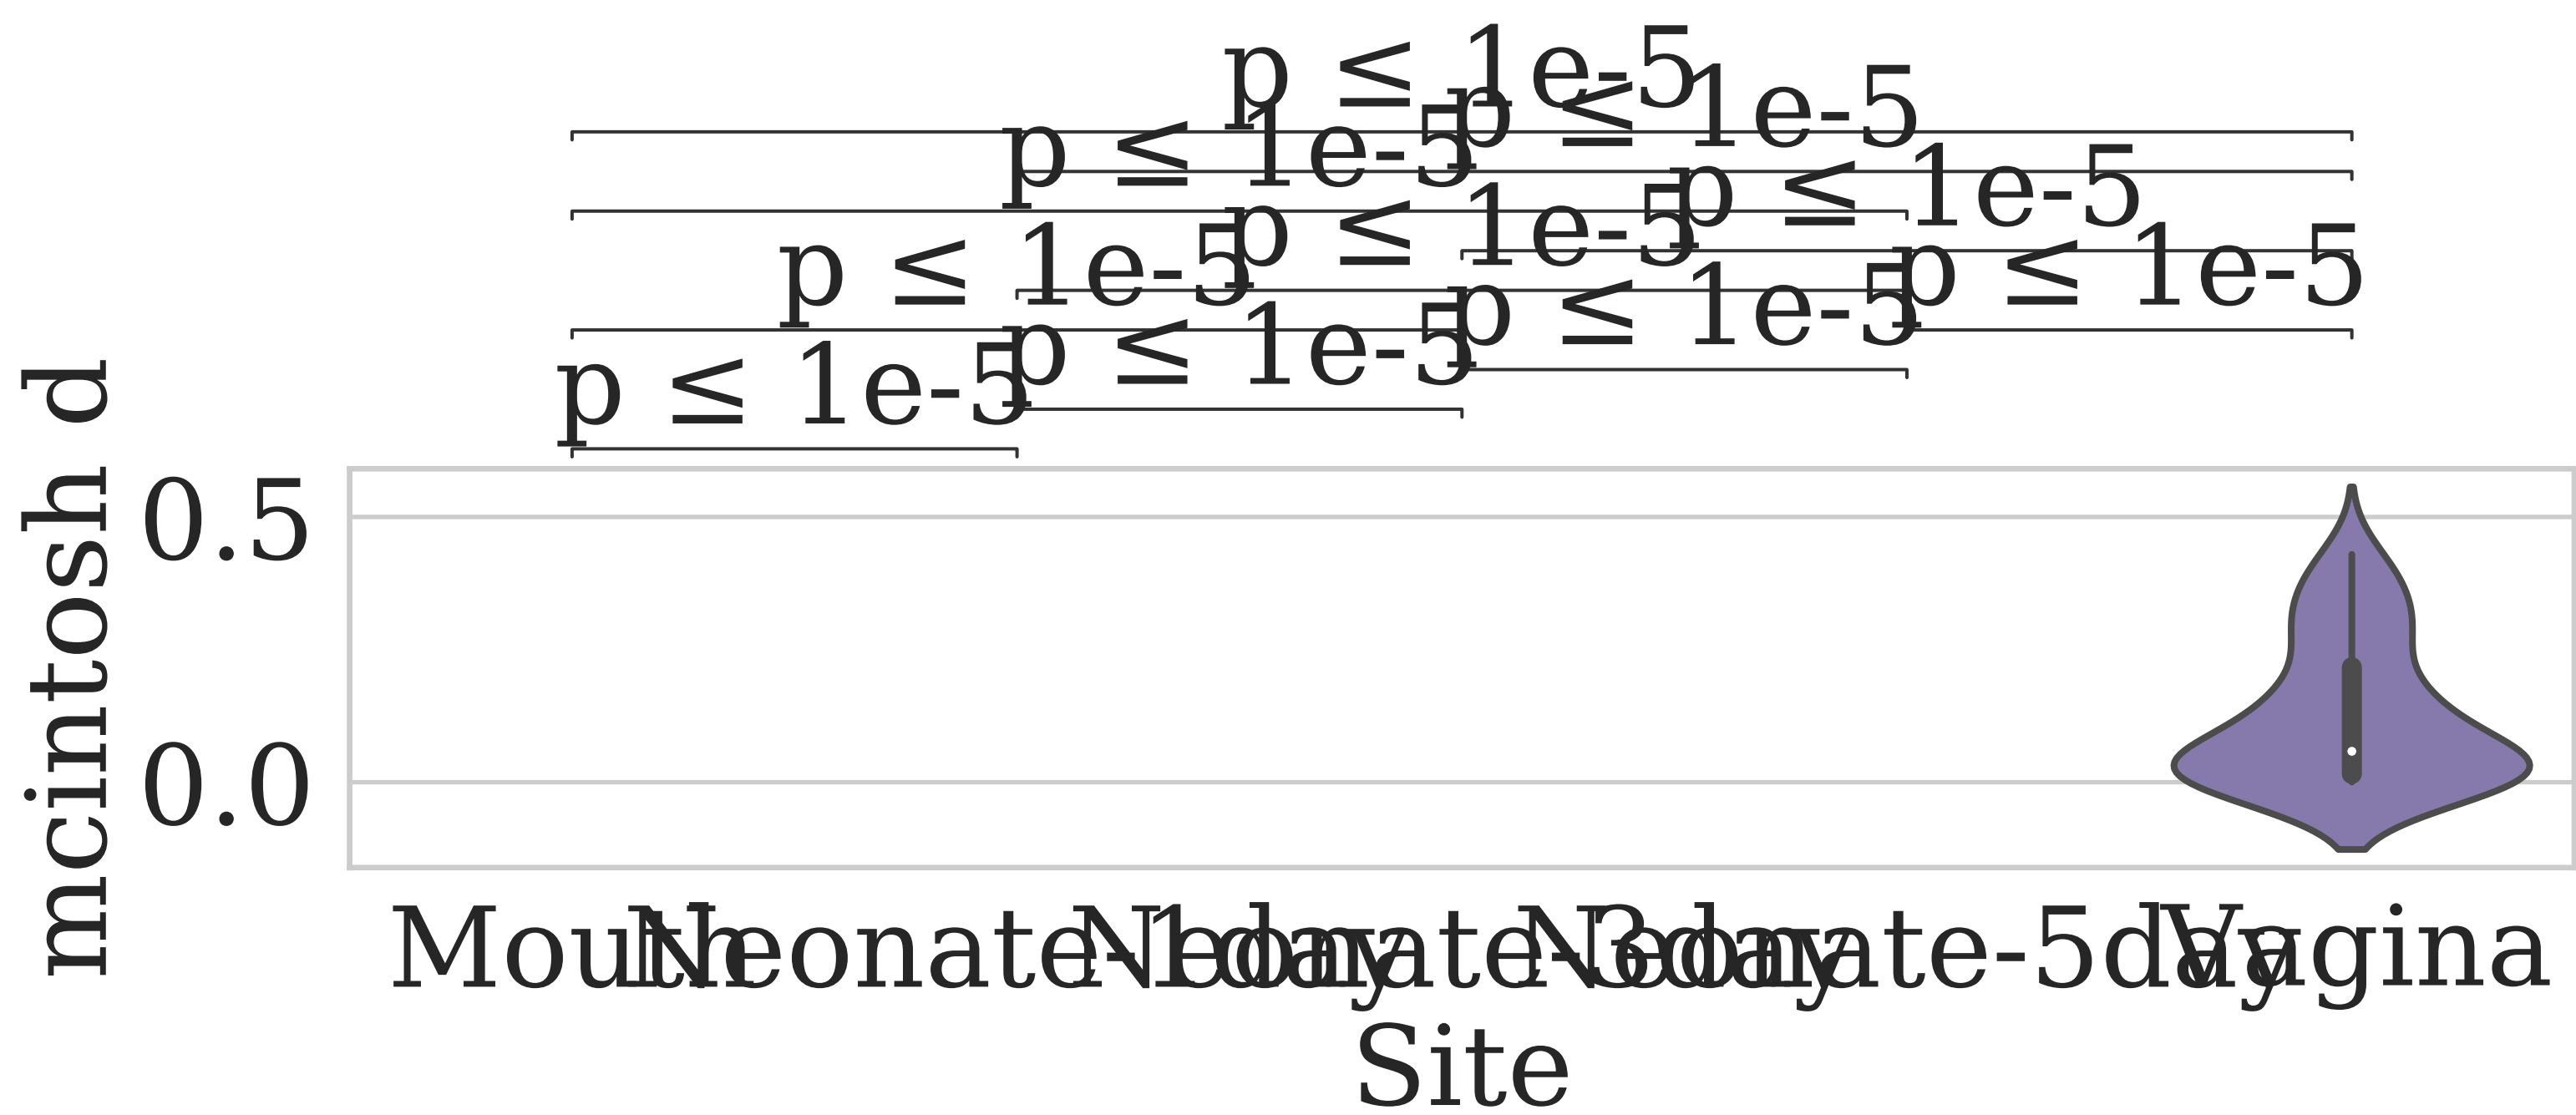 p ≤ 1e-5
p ≤ 1e-5
p ≤ 1e-5
p ≤ 1e-5
p ≤ 1e-5
p ≤ 1e-5
p ≤ 1e-5
p ≤ 1e-5
p ≤ 1e-5
p ≤ 1e-5
mcintosh d
0.5
0.0
Mouth
Neonate-1day
Neonate-3day
Neonate-5day
Vagina
Site